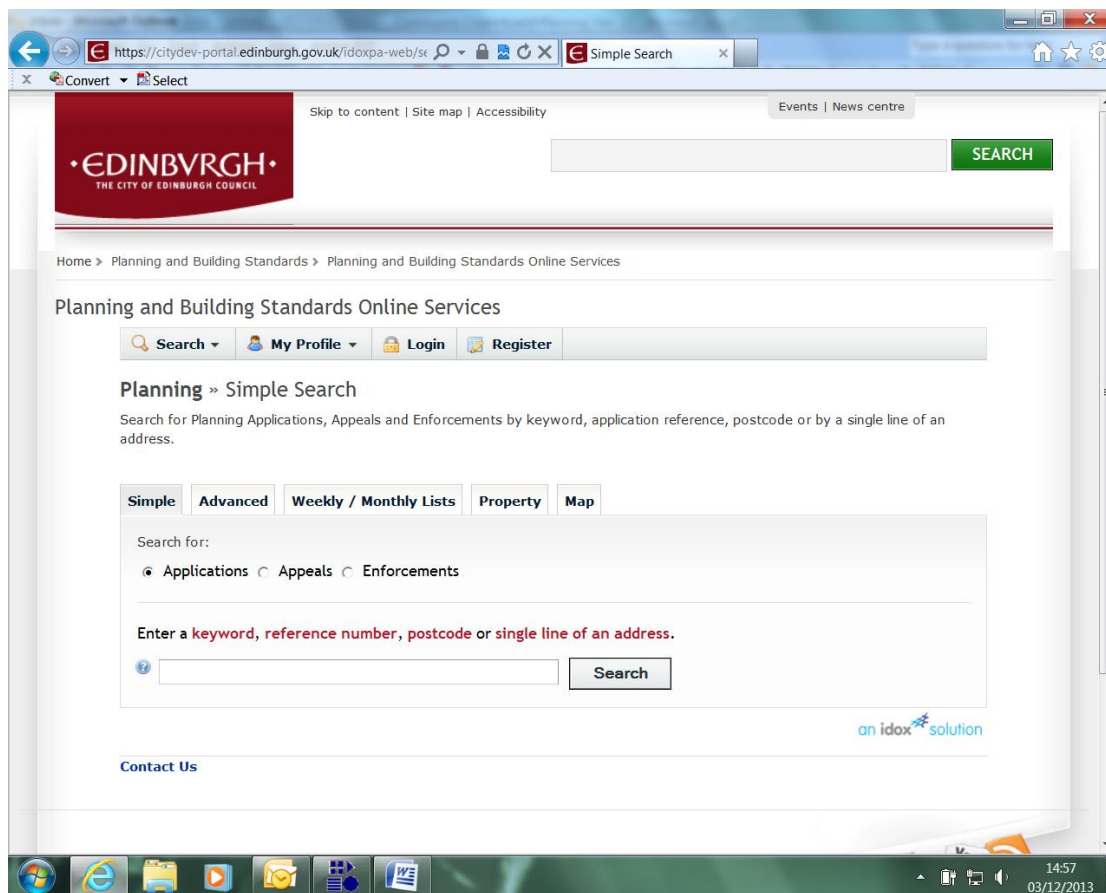 https://citydev-portal.edinburgh.gov.uk/idoxpa-web/se
Simple Search
Convert
Select
Skip to content | Site map | Accessibility
Events | News centre
•EDINBVRGH•
THE CITY OF EDINBURGH COUNCIL
SEARCH
Home Planning and Building Standards Planning and Building Standards Online Services
Planning and Building Standards Online Services
Search My Profile Login Register
Planning » Simple Search
Search for Planning Applications, Appeals and Enforcements by keyword, application reference, postcode or by a single line of an
address.
Simple Advanced Weekly / Monthly Lists Property Map
Search for:
Applications Appeals Enforcements
Enter a keyword, reference number, postcode or single line of an address.
Search
an idox solution
Contact Us
14:57
03/12/2013